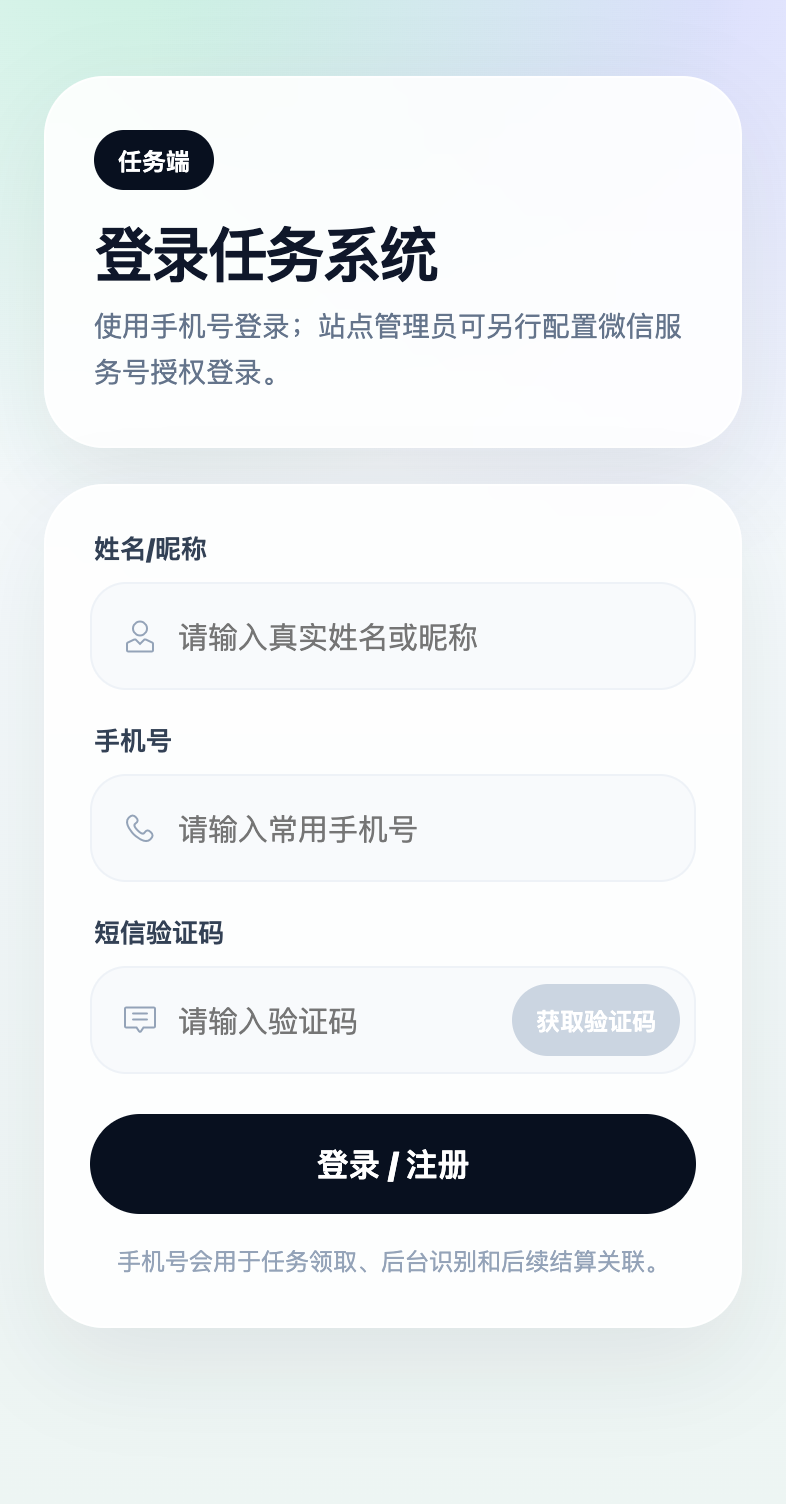 任务端
登录任务系统
使用手机号登录；站点管理员可另行配置微信服
务号授权登录。
姓名/昵称
请输入真实姓名或昵称
手机号
请输入常用手机号
短信验证码
请输入验证码
获取验证码
登录 / 注册
手机号会用于任务领取、后台识别和后续结算关联。